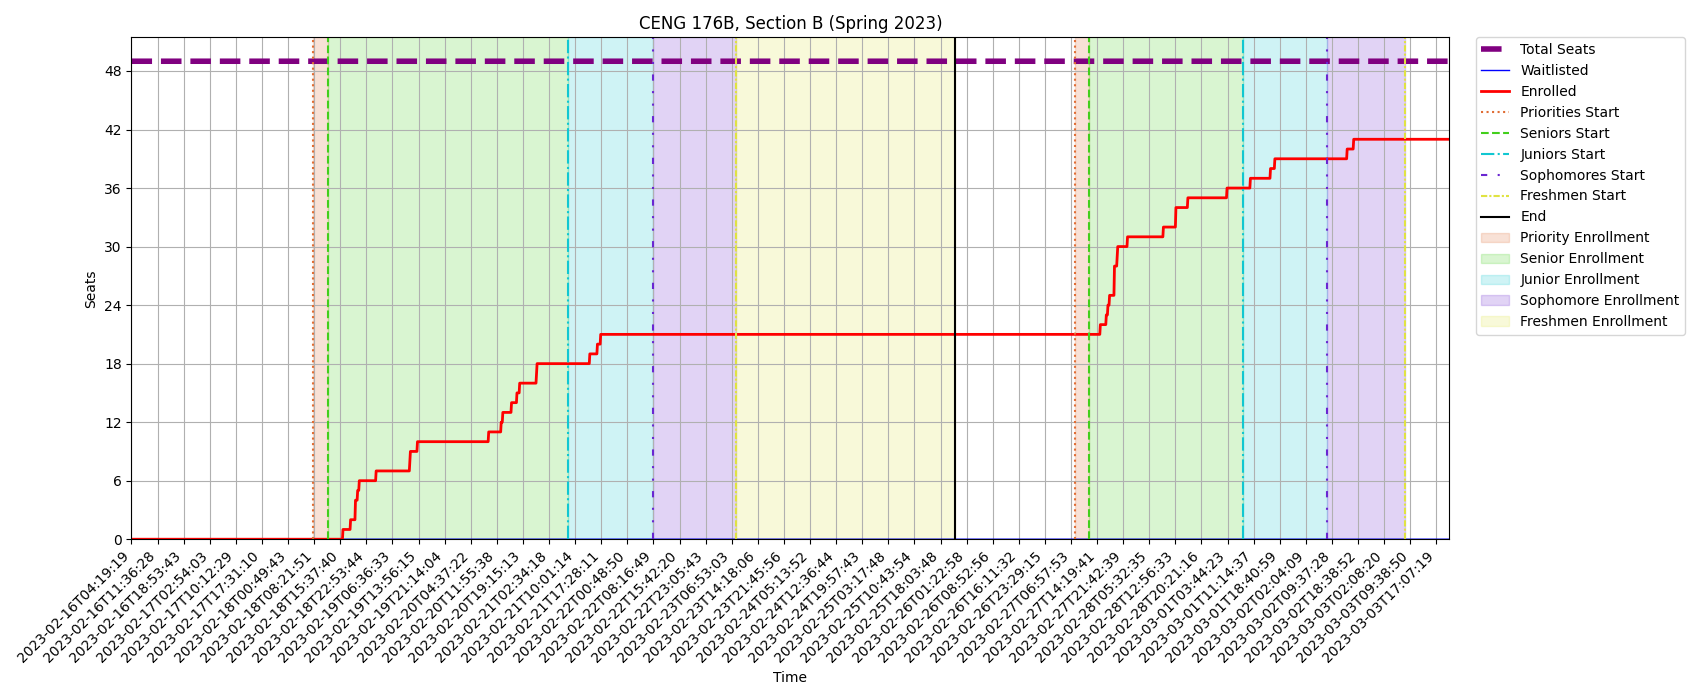 CENG 176B, Section B (Spring 2023)
Seats
48
42
36
30
24
18
12
6
0
2023-02-16T04:19:19
2023-02-16T11:36:28
2023-02-16T18:53:43
2023-02-17T02:54:03
2023-02-17T10:12:29
2023-02-17T17:31:10
2023-02-18T00:49:43
2023-02-18T08:21:51
2023-02-18T15:37:40
2023-02-18T22:53:44
2023-02-19T06:36:33
2023-02-19T13:56:15
2023-02-19T21:14:04
2023-02-20T04:37:22
2023-02-20T11:55:38
2023-02-20T19:15:13
2023-02-21T02:34:18
2023-02-21T10:01:14
2023-02-21T17:28:11
2023-02-22T00:48:50
2023-02-22T08:16:49
2023-02-22T15:42:20
2023-02-22T23:05:43
2023-02-23T06:53:03
2023-02-23T14:18:06
2023-02-23T21:45:56
2023-02-24T05:13:52
2023-02-24T12:36:44
2023-02-24T19:57:43
2023-02-25T03:17:48
2023-02-25T10:43:54
2023-02-25T18:03:48
2023-02-26T01:22:58
2023-02-26T08:52:56
2023-02-26T16:11:32
2023-02-26T23:29:15
2023-02-27T06:57:53
2023-02-27T14:19:41
2023-02-27T21:42:39
2023-02-28T05:32:35
2023-02-28T12:56:33
2023-02-28T20:21:16
2023-03-01T03:44:23
2023-03-01T11:14:37
2023-03-01T18:40:59
2023-03-02T02:04:09
2023-03-02T09:37:28
2023-03-02T18:38:52
2023-03-03T02:08:20
2023-03-03T09:38:50
2023-03-03T17:07:19
Time
Total Seats
Waitlisted
Enrolled
Priorities Start
Seniors Start
Juniors Start
Sophomores Start
Freshmen Start
End
Priority Enrollment
Senior Enrollment
Junior Enrollment
Sophomore Enrollment
Freshmen Enrollment